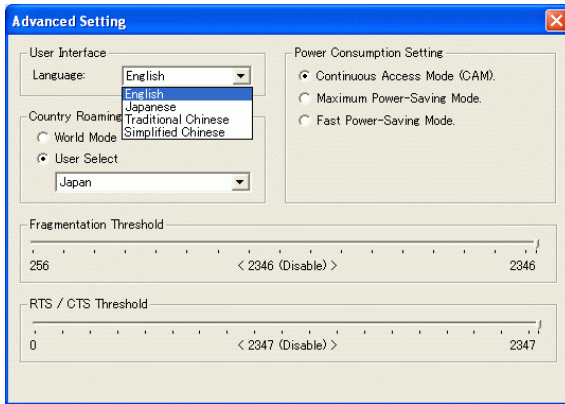 Advanced Setting
User Interface
Language:
English
English
Japanese
Traditional Chinese
Simplified Chinese
Country Roaming
World Mode
User Select
Japan
Power Consumption Setting
Continuous Access Mode (CAM).
Maximum Power-Saving Mode.
Fast Power-Saving Mode.
Fragmentation Threshold
256
< 2346 (Disable) >
2346
RTS / CTS Threshold
0
< 2347 (Disable) >
2347